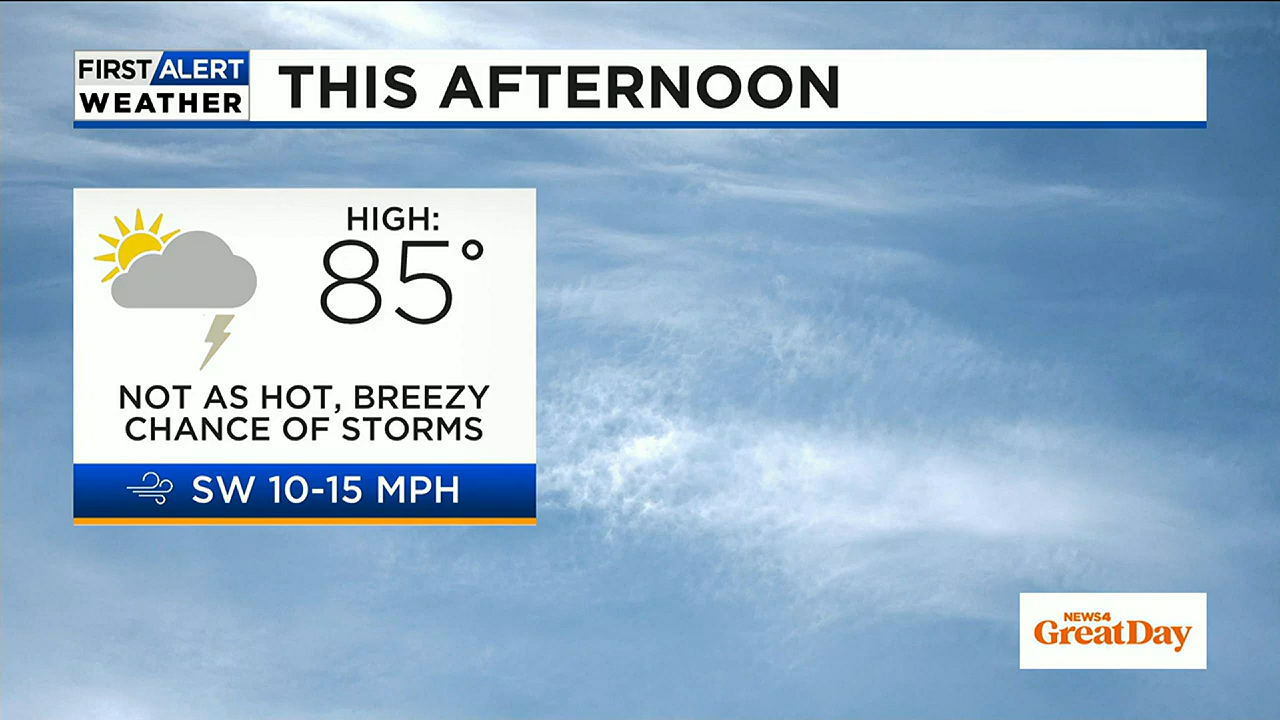 FIRST ALERT
WEATHER
THIS AFTERNOON
HIGH:
85°
NOT AS HOT, BREEZY
CHANCE OF STORMS
SW 10-15 MPH
NEWS4
GreatDay